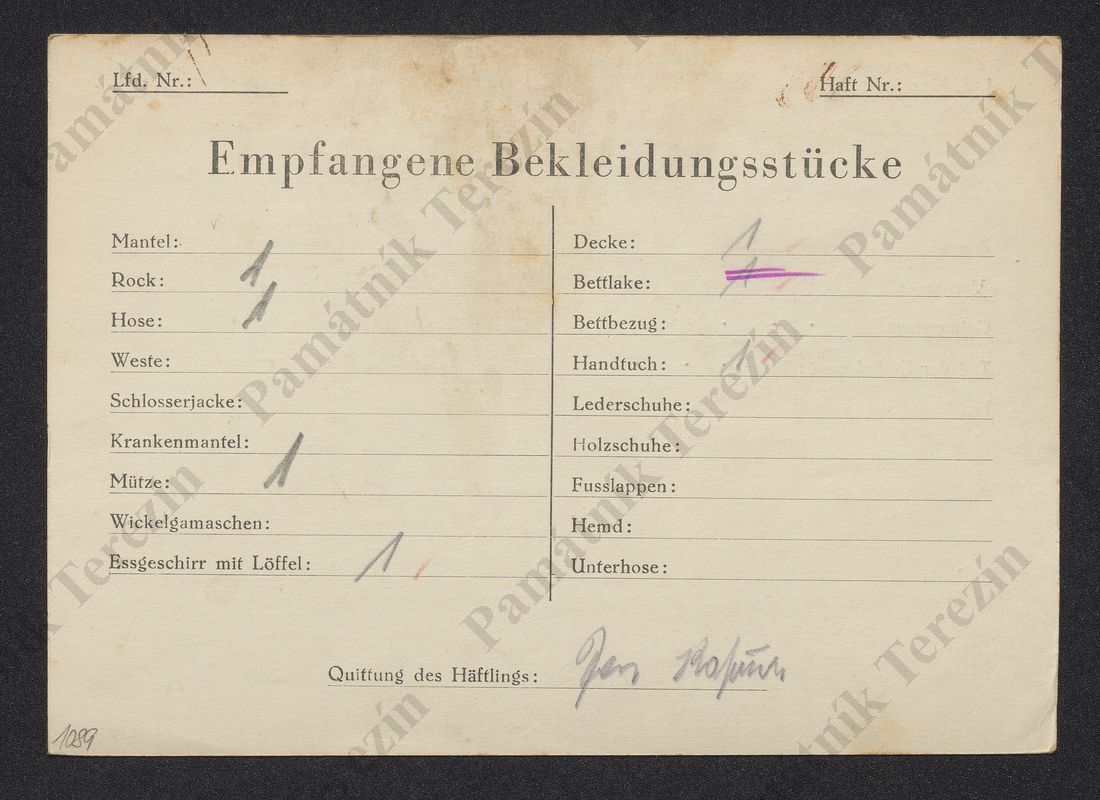 Lfd. Nr.:
Haft Nr.:
Empfangene Bekleidungsstücke
Mantel:
Rock: 1
Hose: 1
Weste:
Schlosserjacke:
Krankenmantel:
Mütze: 1
Wickelgamaschen:
Essgeschirr mit Löffel: 1
Decke: 1
Bettlake: 1
Bettbezug:
Handtuch: 1
Lederschuhe:
Holzschuhe:
Fusslappen:
Hemd:
Unterhose:
Quittung des Häftlings:
1089
Památník Terezín